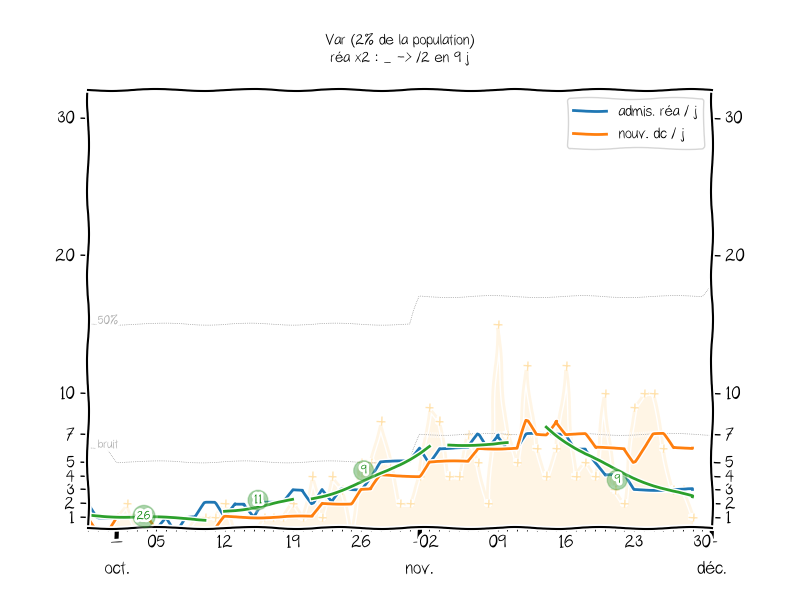 Var (2% de la population)
réa x2 : _ -> /2 en 9 j
admis. réa / j
nouv. dc / j
30 30
20 20
50%
10 10
7 7
bruit
5 5
4 4
3 3
2 2
1 1
26 11 9 9
05 12 19 26 02 09 16 23 30
oct. nov. déc.